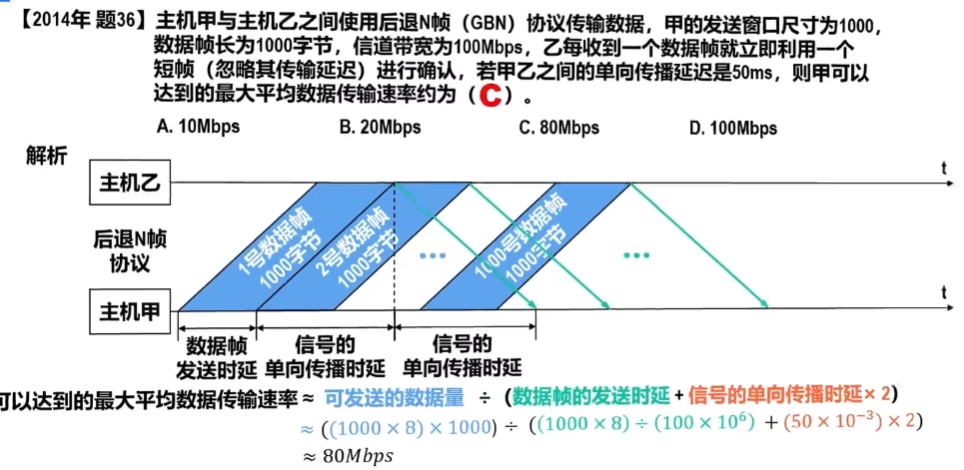 【2014年 题36】主机甲与主机乙之间使用后退N帧（GBN）协议传输数据，甲的发送窗口尺寸为1000，
数据帧长为1000字节，信道带宽为100Mbps，乙每收到一个数据帧就立即利用一个
短帧（忽略其传输延迟）进行确认，若甲乙之间的单向传播延迟是50ms，则甲可以
达到的最大平均数据传输速率约为（C）。
A. 10Mbps B. 20Mbps C. 80Mbps D. 100Mbps
解析
主机乙
t
后退N帧
协议
1号数据帧
1000字节
2号数据帧
1000字节
...
1000号数据帧
1000字节
...
主机甲
t
数据帧
发送时延
信号的
单向传播时延
信号的
单向传播时延
可以达到的最大平均数据传输速率≈ 可发送的数据量 ÷（数据帧的发送时延 + 信号的单向传播时延× 2）
≈ ((1000 × 8) × 1000) ÷ ((1000 × 8) ÷ (100 × 10⁶) + (50 × 10⁻³) × 2)
≈ 80Mbps